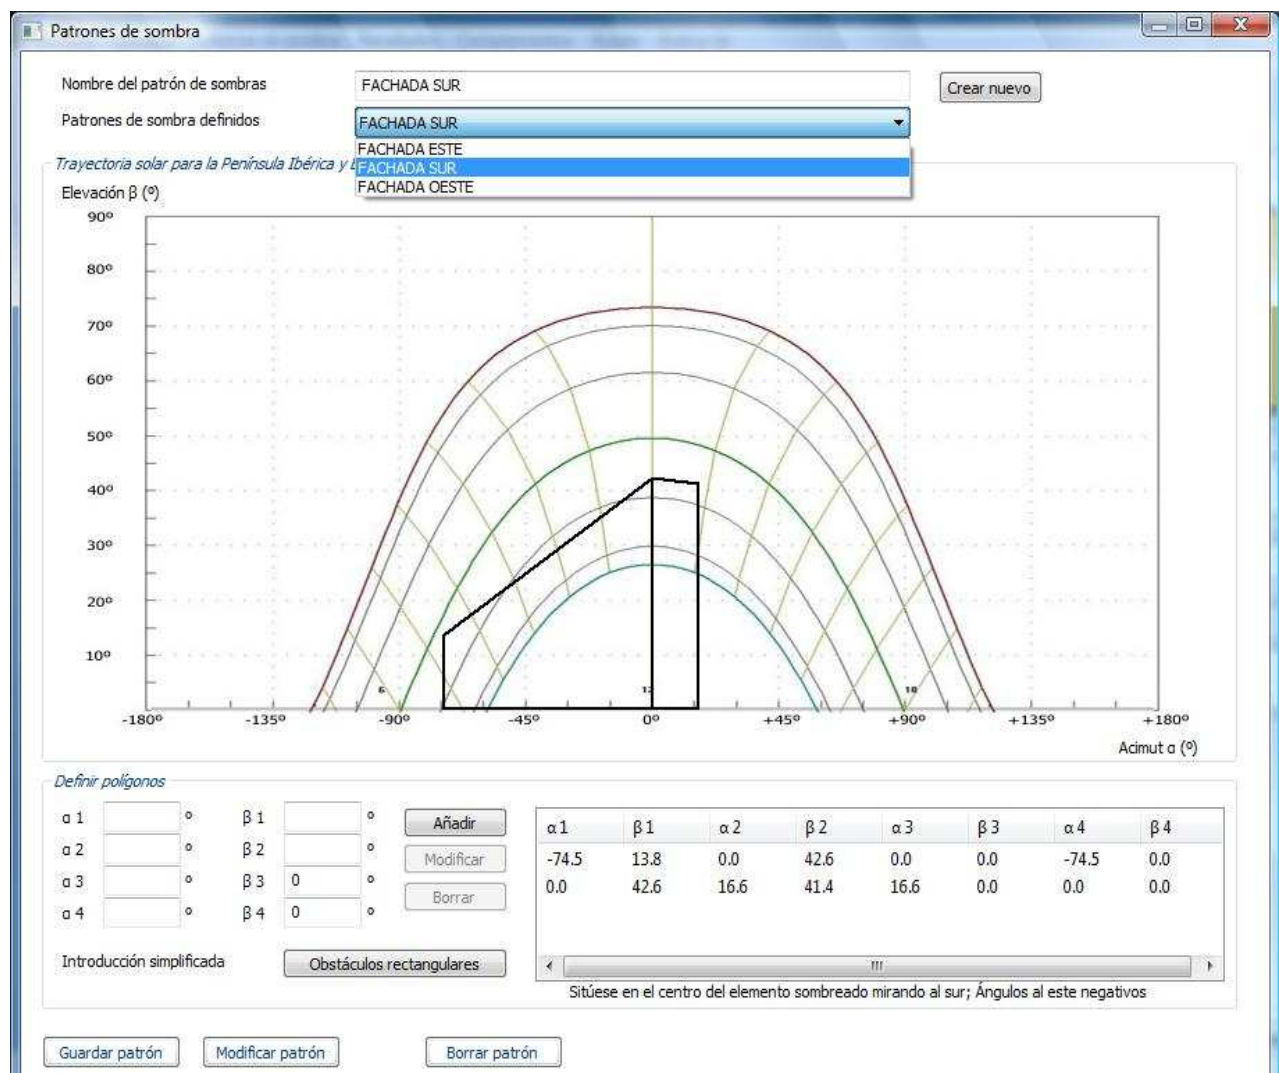 Patrones de sombra
Nombre del patrón de sombras FACHADA SUR Crear nuevo
Patrones de sombra definidos FACHADA SUR
FACHADA ESTE
FACHADA SUR
FACHADA OESTE
Trayectoria solar para la Península Ibérica y
Elevación β (º)
90º
80º
70º
60º
50º
40º
30º
20º
10º
6 12 18
-180º -135º -90º -45º 0º +45º +90º +135º +180º
Acimut α (º)
Definir polígonos
α 1 º β 1 º Añadir
α 2 º β 2 º Modificar
α 3 º β 3 0 º Borrar
α 4 º β 4 0 º
α 1 β 1 α 2 β 2 α 3 β 3 α 4 β 4
-74.5 13.8 0.0 42.6 0.0 0.0 -74.5 0.0
0.0 42.6 16.6 41.4 16.6 0.0 0.0 0.0
Introducción simplificada Obstáculos rectangulares
Sitúese en el centro del elemento sombreado mirando al sur; Ángulos al este negativos
Guardar patrón Modificar patrón Borrar patrón